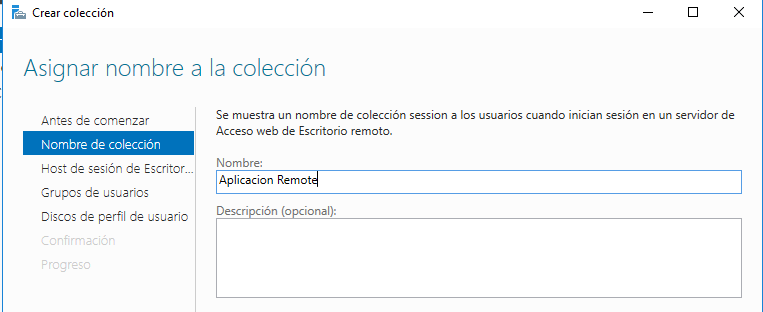 Crear colección
Asignar nombre a la colección
Antes de comenzar
Nombre de colección
Host de sesión de Escritor...
Grupos de usuarios
Discos de perfil de usuario
Confirmación
Progreso
Se muestra un nombre de colección session a los usuarios cuando inician sesión en un servidor de
Acceso web de Escritorio remoto.
Nombre:
Aplicacion Remote
Descripción (opcional):